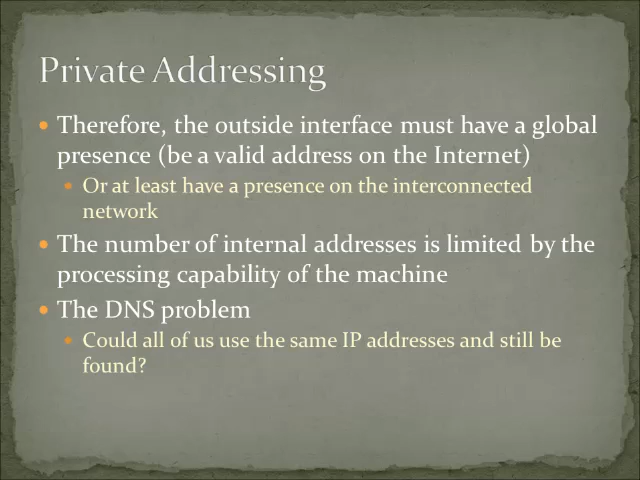 Private Addressing
Therefore, the outside interface must have a global
presence (be a valid address on the Internet)
Or at least have a presence on the interconnected
network
The number of internal addresses is limited by the
processing capability of the machine
The DNS problem
Could all of us use the same IP addresses and still be
found?